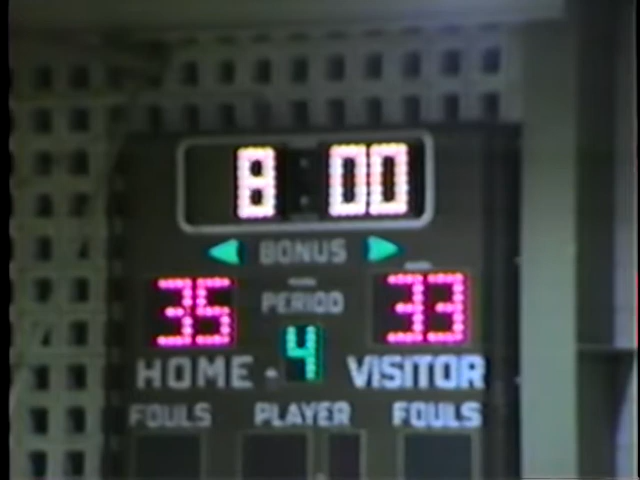 8:00
BONUS
35 PERIOD 33
HOME 4 VISITOR
FOULS PLAYER FOULS